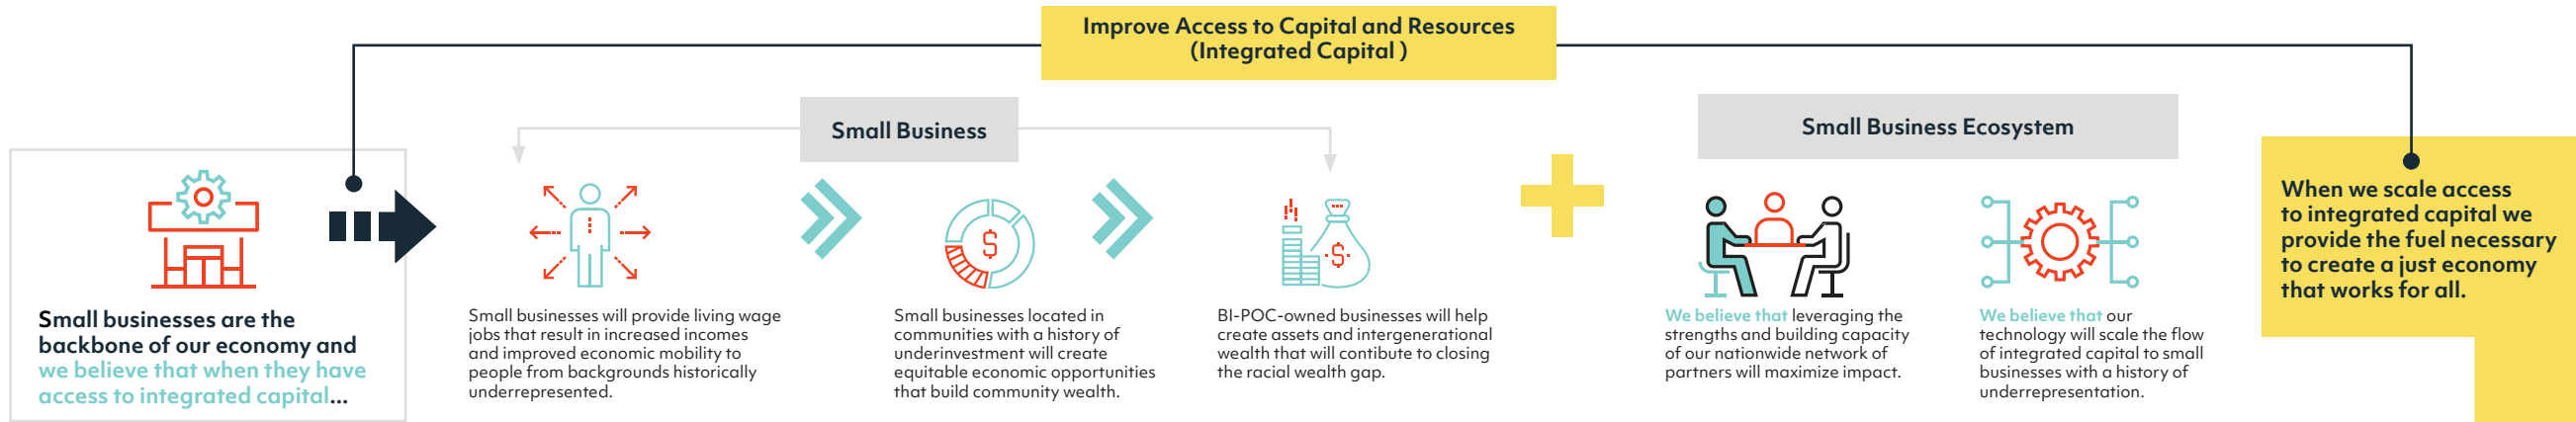 Improve Access to Capital and Resources
(Integrated Capital )
Small Business
Small Business Ecosystem
Small businesses are the
backbone of our economy and
we believe that when they have
access to integrated capital...
Small businesses will provide living wage
jobs that result in increased incomes
and improved economic mobility to
people from backgrounds historically
underrepresented.
Small businesses located in
communities with a history of
underinvestment will create
equitable economic opportunities
that build community wealth.
BI-POC-owned businesses will help
create assets and intergenerational
wealth that will contibute to closing
the racial wealth gap.
We believe that leveraging the
strengths and building capacity
of our nationwide network of
partners will maximize impact.
We believe that our
technology will scale the flow
of integrated capital to small
businesses with a history of
underrepresentation.
When we scale access
to integrated capital we
provide the fuel necessary
to create a just economy
that works for all.